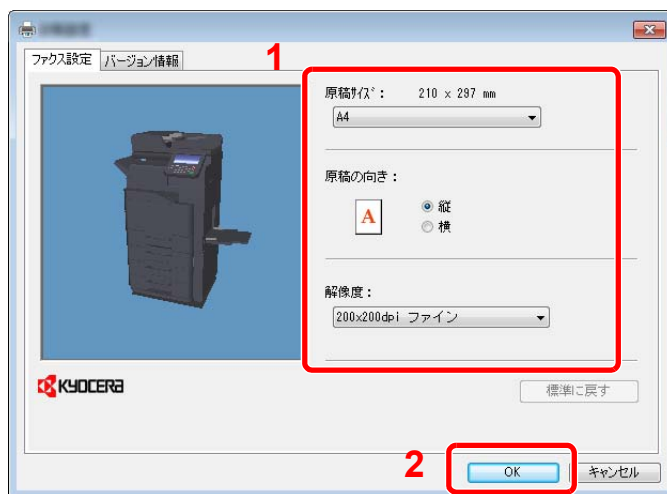 ファクス設定 バージョン情報
1
原稿ｻｲｽﾞ： 210 x 297 mm
A4
原稿の向き：
A
縦
横
解像度：
200x200dpi ファイン
KYOCERA
標準に戻す
2
OK
キャンセル